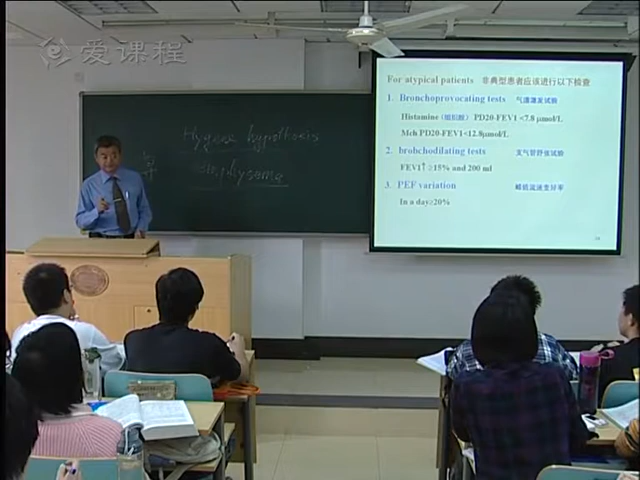 爱课程
Hygiene hypothesis
emphysema
For atypical patients 非典型患者应该进行以下检查
1. Bronchoprovocating tests 气道激发试验
Histamine (组织胺) PD20-FEV1 <7.8 μmol/L
Mch PD20-FEV1<12.8μmol/L
2. brobchodilating tests 支气管舒张试验
FEV1↑ ≥15% and 200 ml
3. PEF variation 峰值流速变异率
In a day≥20%